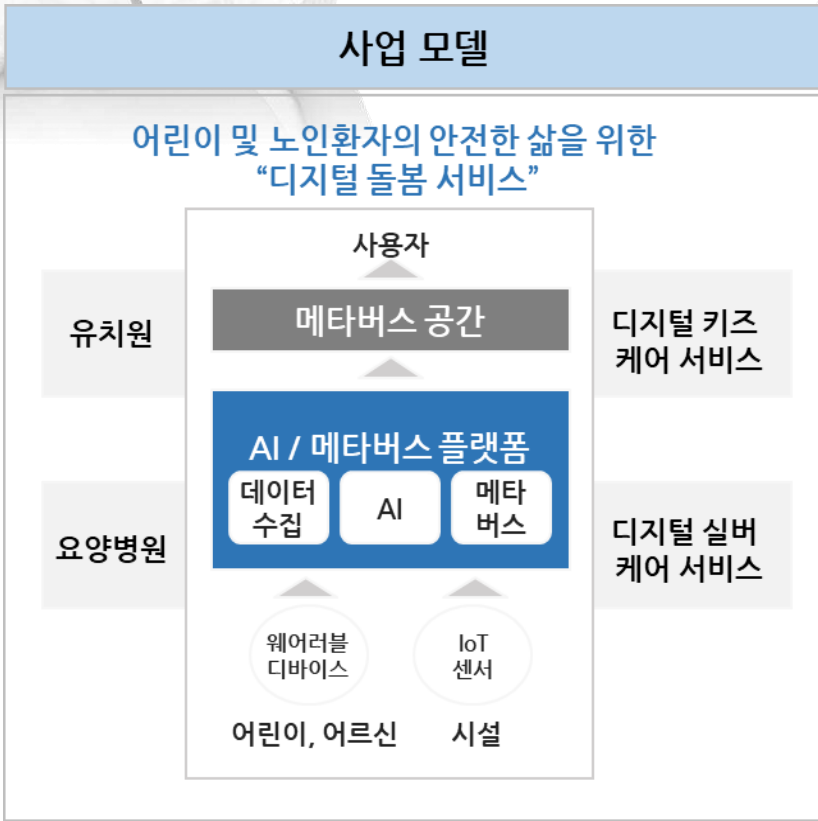 사업 모델
어린이 및 노인환자의 안전한 삶을 위한
“디지털 돌봄 서비스”
사용자
유치원
메타버스 공간
디지털 키즈
케어 서비스
AI / 메타버스 플랫폼
데이터
수집
AI
메타
버스
요양병원
디지털 실버
케어 서비스
웨어러블
디바이스
IoT
센서
어린이, 어르신
시설